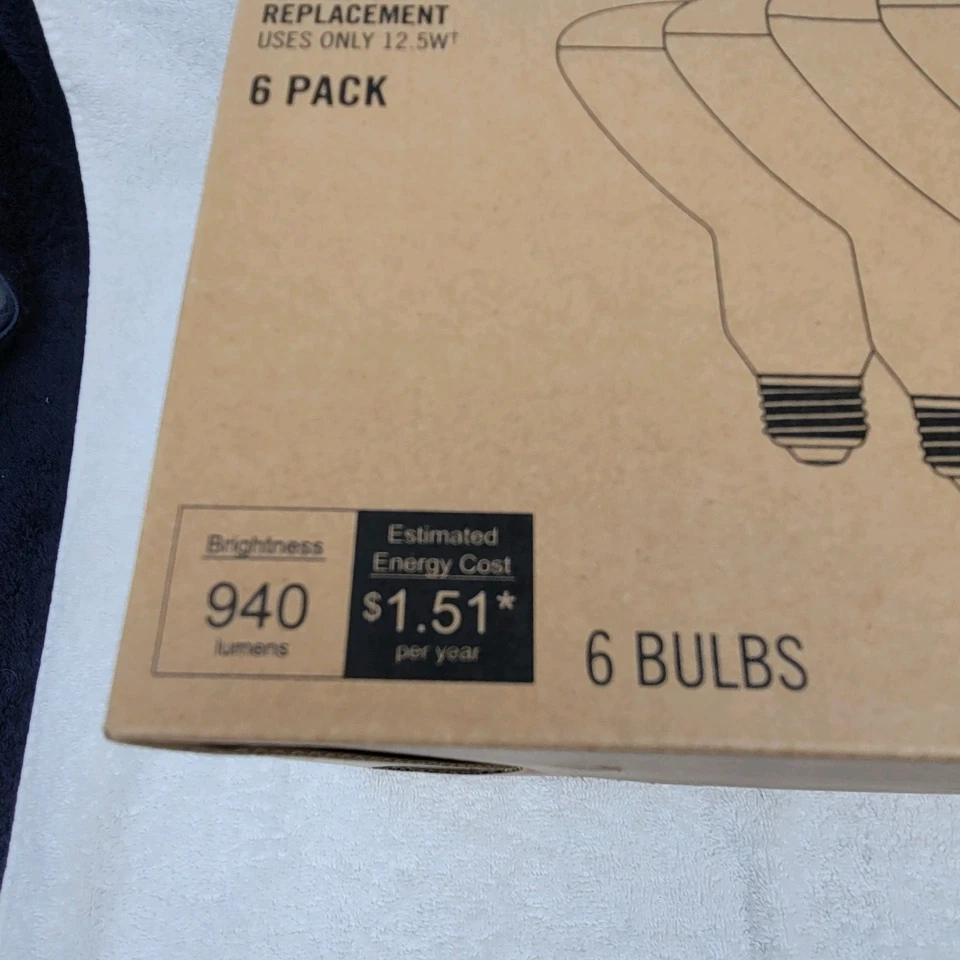 REPLACEMENT
USES ONLY 12.5W†
6 PACK
Brightness
940
lumens
Estimated
Energy Cost
$1.51*
per year
6 BULBS